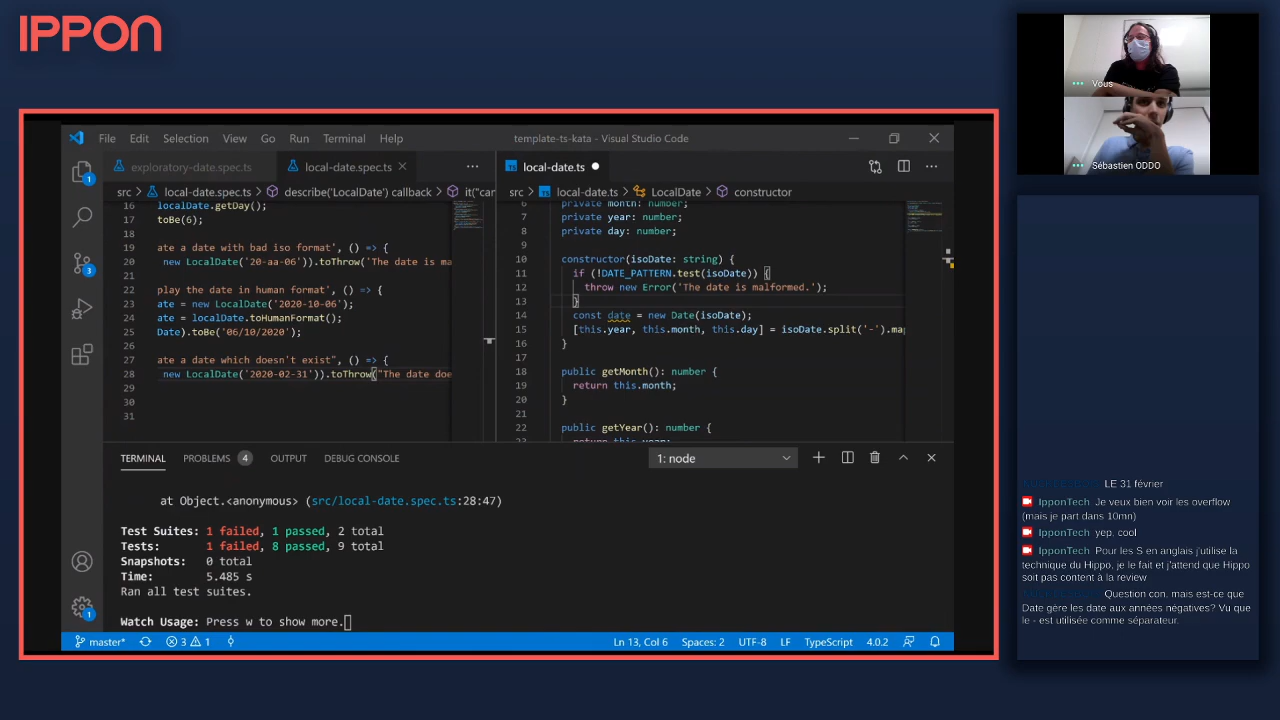 IPPON
File Edit Selection View Go Run Terminal Help template-ts-kata - Visual Studio Code
exploratory-date.spec.ts local-date.spec.ts local-date.ts
src > local-date.spec.ts > describe('LocalDate') callback > it("can
src > local-date.ts > LocalDate > constructor
16 localDate.getDay();
17 toBe(6);
18
19 ate a date with bad iso format', () => {
20 new LocalDate('20-aa-06')).toThrow('The date is ma
21
22 play the date in human format', () => {
23 ate = new LocalDate('2020-10-06');
24 ate = localDate.toHumanFormat();
25 Date).toBe('06/10/2020');
26
27 ate a date which doesn't exist", () => {
28 new LocalDate('2020-02-31')).toThrow("The date doe
29
30
31
6 private month: number;
7 private year: number;
8 private day: number;
9
10 constructor(isoDate: string) {
11 if (!DATE_PATTERN.test(isoDate)) {
12 throw new Error('The date is malformed.');
13 }
14 const date = new Date(isoDate);
15 [this.year, this.month, this.day] = isoDate.split('-').map
16 }
17
18 public getMonth(): number {
19 return this.month;
20 }
21
22 public getYear(): number {
23 return this.year;
TERMINAL PROBLEMS 4 OUTPUT DEBUG CONSOLE 1: node
at Object.<anonymous> (src/local-date.spec.ts:28:47)
Test Suites: 1 failed, 1 passed, 2 total
Tests: 1 failed, 8 passed, 9 total
Snapshots: 0 total
Time: 5.485 s
Ran all test suites.
Watch Usage: Press w to show more.
master* 3 1 Ln 13, Col 6 Spaces: 2 UTF-8 LF TypeScript 4.0.2
1
3
1
Vous
Sébastien ODDO
LE 31 février
IpponTech Je veux bien voir les overflow
(mais je part dans 10mn)
IpponTech yep, cool
IpponTech Pour les S en anglais j'utilise la
technique du Hippo, je le fait et j'attend que Hippo
soit pas content à la review
Question con, mais est-ce que
Date gère les date aux années négatives? Vu que
le - est utilisée comme séparateur.